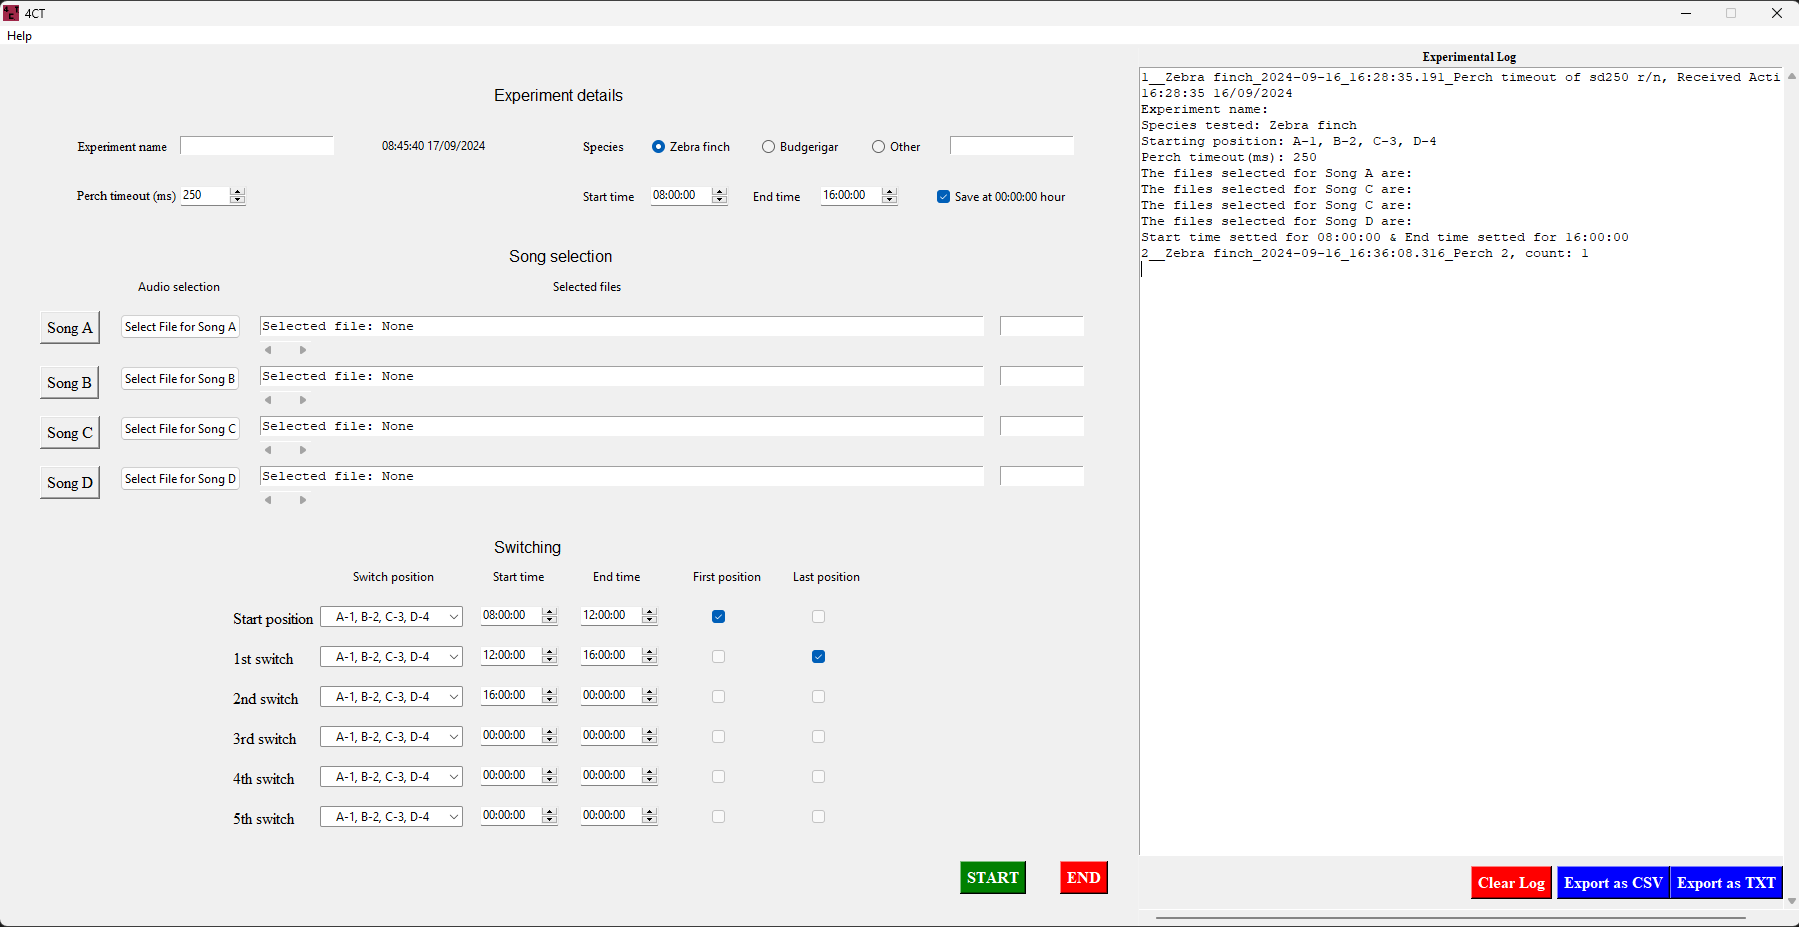 4CT
Help
Experiment details
Experiment name
08:45:40 17/09/2024
Species
Zebra finch
Budgerigar
Other
Perch timeout (ms)
250
Start time
08:00:00
End time
16:00:00
Save at 00:00:00 hour
Song selection
Audio selection
Selected files
Song A
Select File for Song A
Selected file: None
Song B
Select File for Song B
Selected file: None
Song C
Select File for Song C
Selected file: None
Song D
Select File for Song D
Selected file: None
Switching
Switch position
Start time
End time
First position
Last position
Start position
A-1, B-2, C-3, D-4
08:00:00
12:00:00
1st switch
A-1, B-2, C-3, D-4
12:00:00
16:00:00
2nd switch
A-1, B-2, C-3, D-4
16:00:00
00:00:00
3rd switch
A-1, B-2, C-3, D-4
00:00:00
00:00:00
4th switch
A-1, B-2, C-3, D-4
00:00:00
00:00:00
5th switch
A-1, B-2, C-3, D-4
00:00:00
00:00:00
START
END
Experimental Log
1__Zebra finch_2024-09-16_16:28:35.191_Perch timeout of sd250 r/n, Received Acti
16:28:35 16/09/2024
Experiment name:
Species tested: Zebra finch
Starting position: A-1, B-2, C-3, D-4
Perch timeout(ms): 250
The files selected for Song A are:
The files selected for Song C are:
The files selected for Song C are:
The files selected for Song D are:
Start time setted for 08:00:00 & End time setted for 16:00:00
2__Zebra finch_2024-09-16_16:36:08.316_Perch 2, count: 1
Clear Log
Export as CSV
Export as TXT